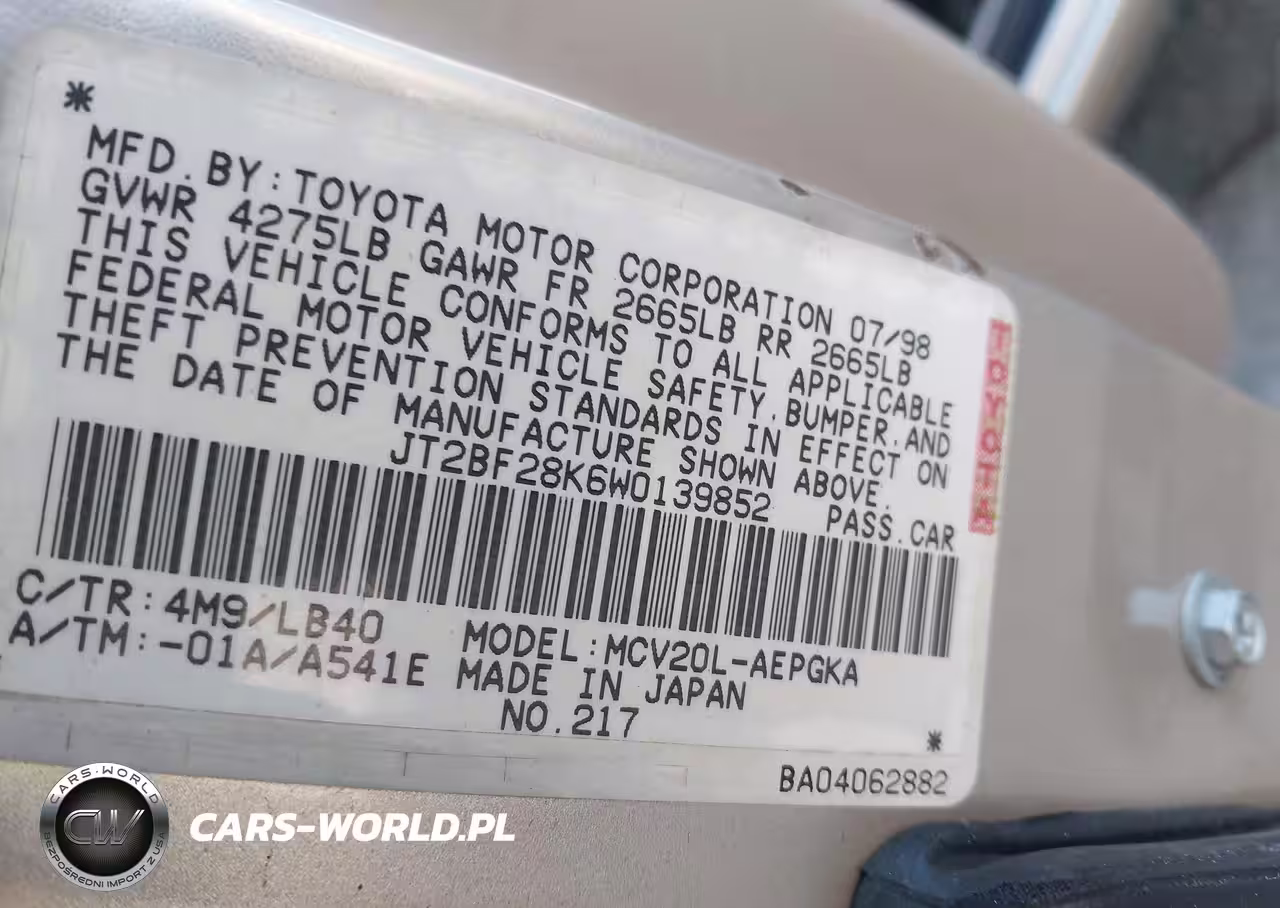 *
MFD.BY:TOYOTA MOTOR CORPORATION 07/98
GVWR 4275LB GAWR FR 2665LB RR 2665LB
THIS VEHICLE CONFORMS TO ALL APPLICABLE
FEDERAL MOTOR VEHICLE SAFETY,BUMPER,AND
THEFT PREVENTION STANDARDS IN EFFECT ON
THE DATE OF MANUFACTURE SHOWN ABOVE.
JT2BF28K6W0139852 PASS.CAR
TOYOTA
C/TR:4M9/LB40 MODEL:MCV20L-AEPGKA
A/TM:-01A/A541E MADE IN JAPAN
NO.217
*
BA04062882
CARS-WORLD
CW
BEZPOŚREDNI IMPORT Z USA
CARS-WORLD.PL